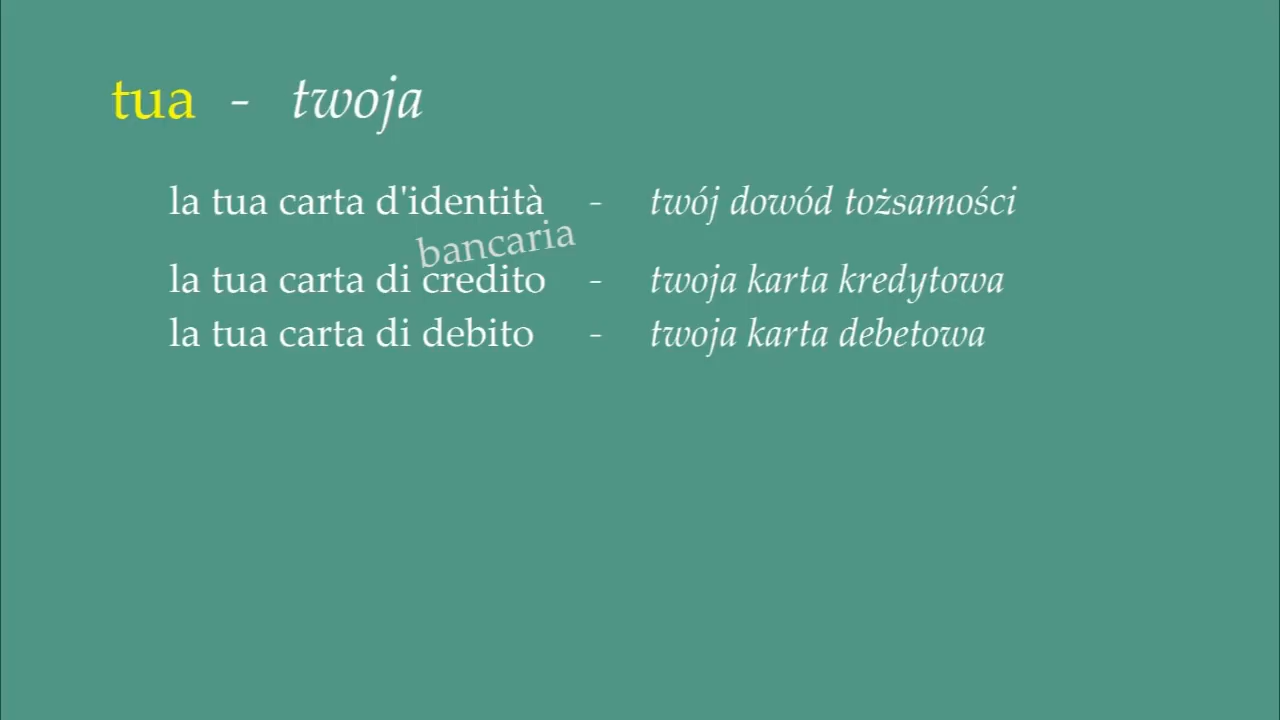 tua - twoja
la tua carta d'identità - twój dowód tożsamości
bancaria
la tua carta di credito - twoja karta kredytowa
la tua carta di debito - twoja karta debetowa